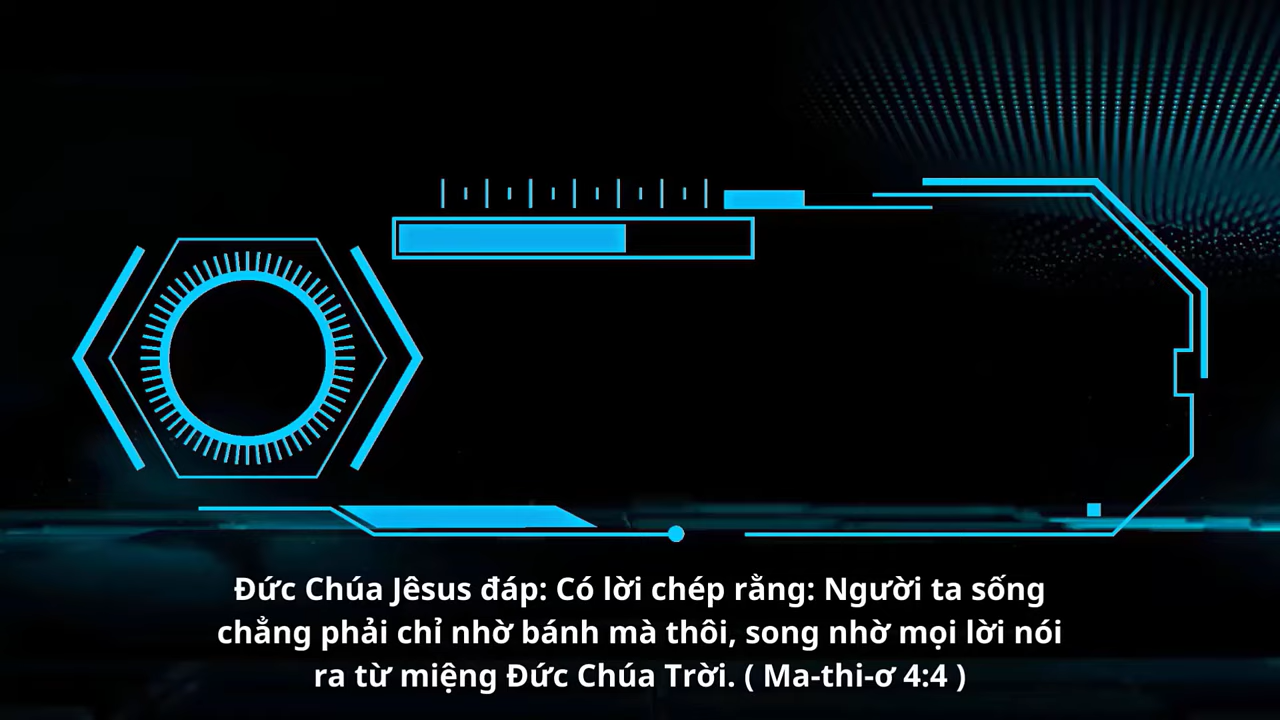 Đức Chúa Jêsus đáp: Có lời chép rằng: Người ta sống
chẳng phải chỉ nhờ bánh mà thôi, song nhờ mọi lời nói
ra từ miệng Đức Chúa Trời. ( Ma-thi-ơ 4:4 )